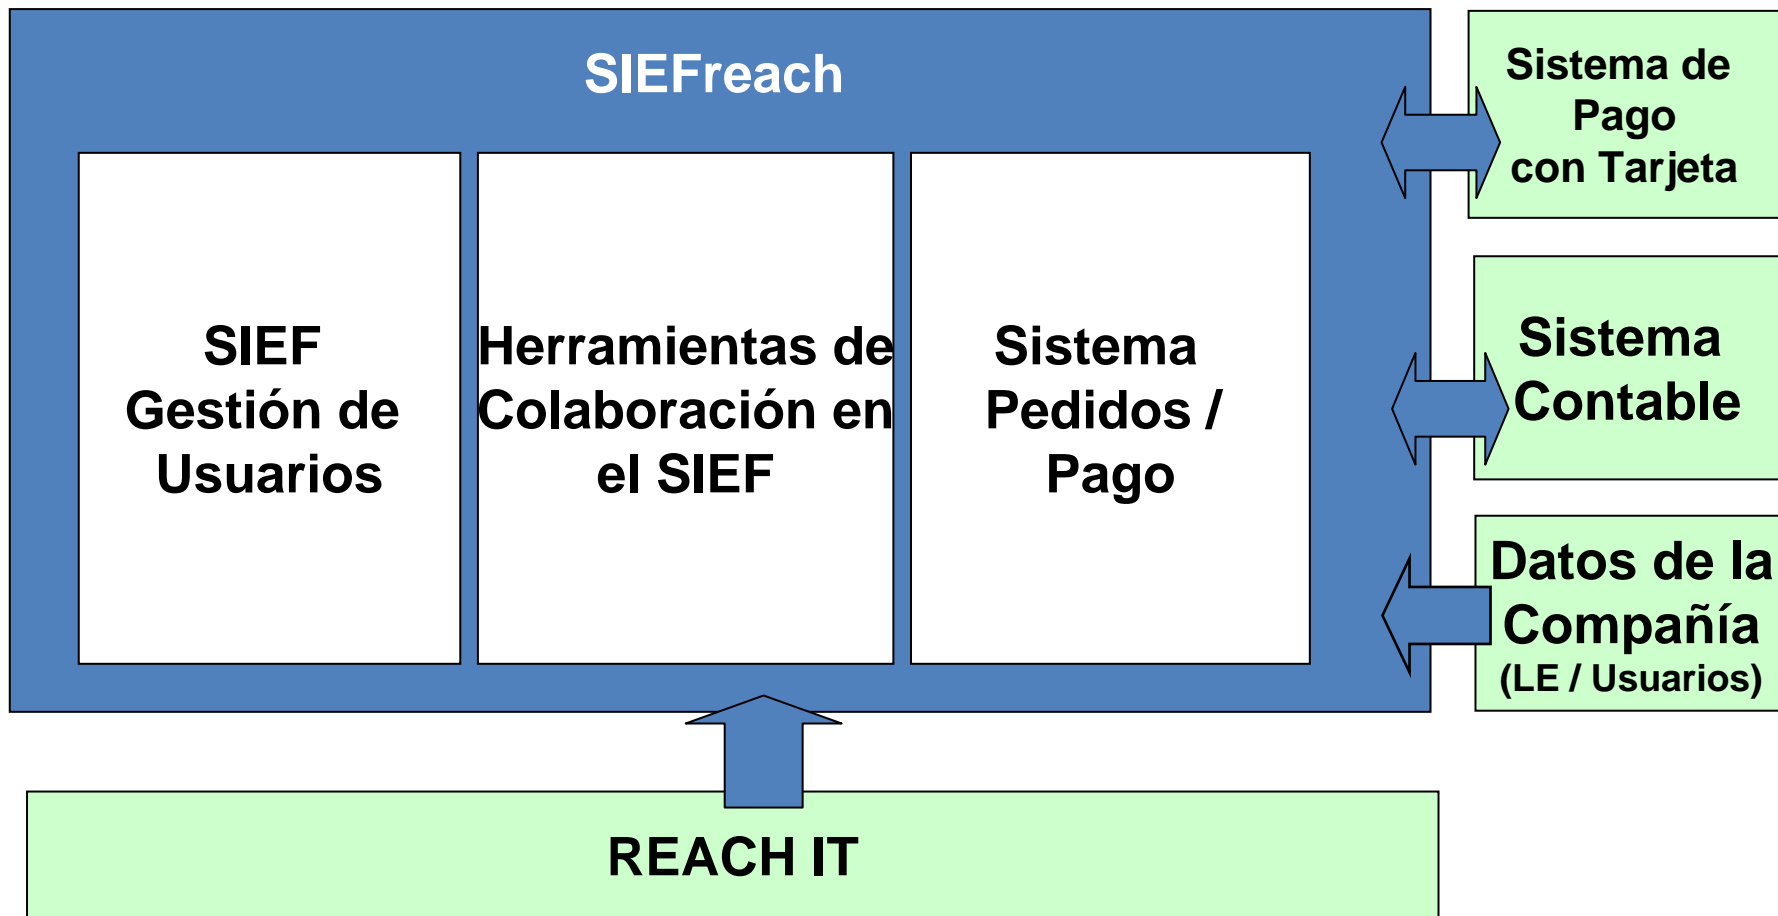 SIEFreach
SIEF
Gestión de
Usuarios
Herramientas de
Colaboración en
el SIEF
Sistema
Pedidos /
Pago
Sistema de
Pago
con Tarjeta
Sistema
Contable
Datos de la
Compañía
(LE / Usuarios)
REACH IT